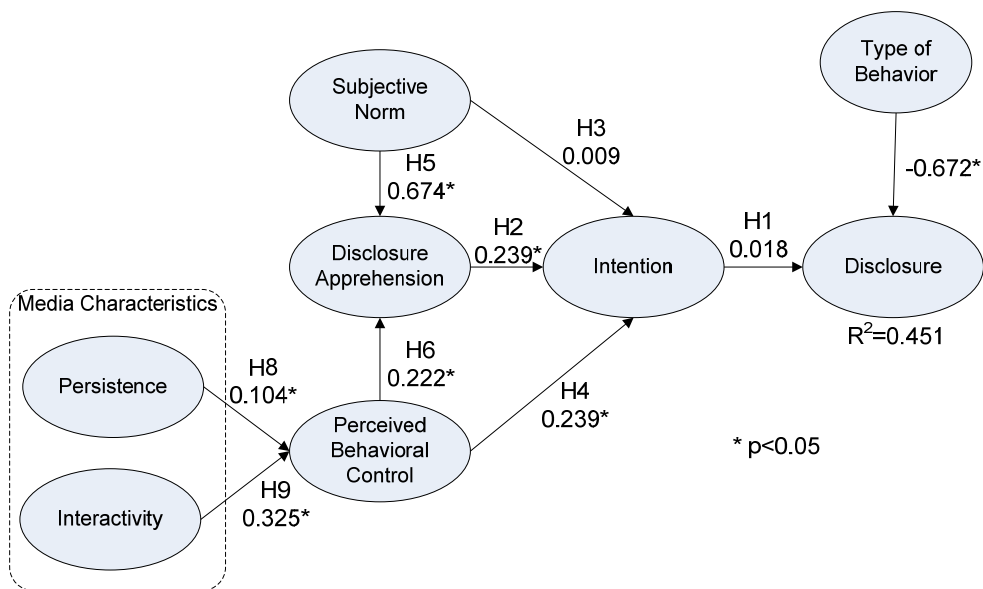 Type of
Behavior
Subjective
Norm
H3
0.009
H5
0.674*
-0.672*
H2
0.239*
H1
0.018
Disclosure
Apprehension
Intention
Disclosure
Media Characteristics
R²=0.451
H6
0.222*
H8
0.104*
Persistence
H4
0.239*
Perceived
Behavioral
Control
* p<0.05
H9
0.325*
Interactivity